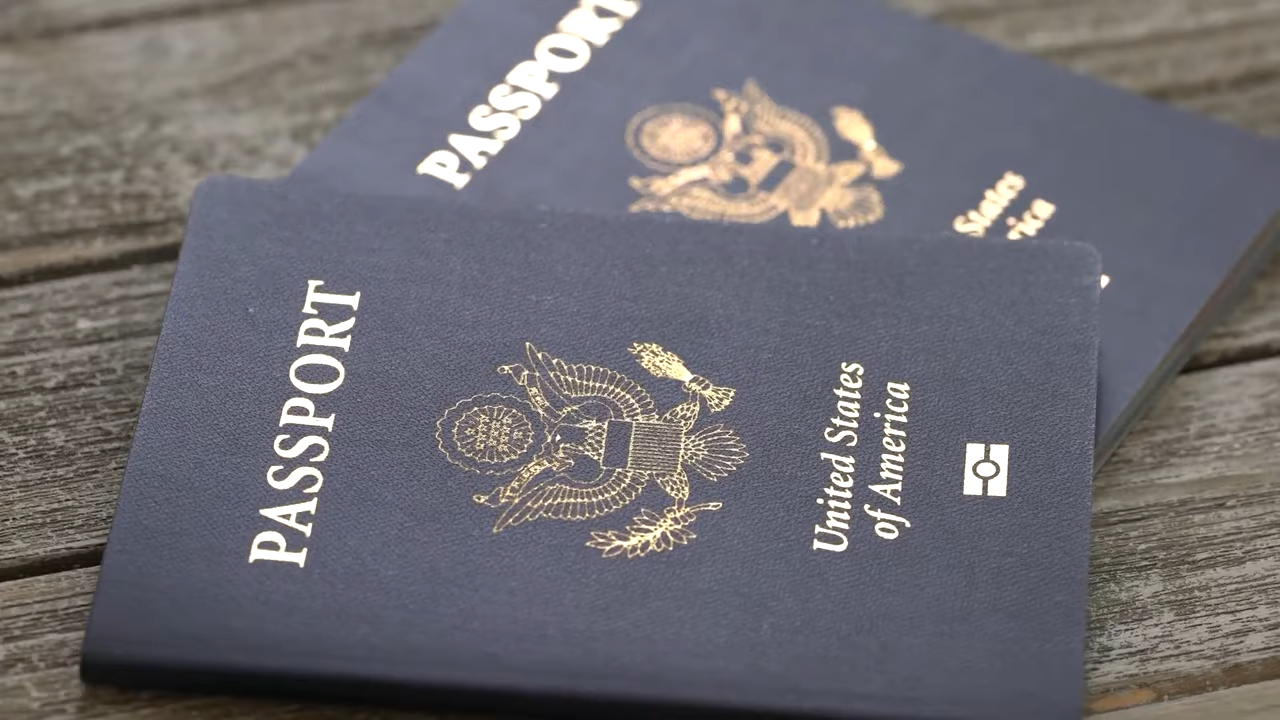 PASSPORT
United States
of America
PASSPORT
States